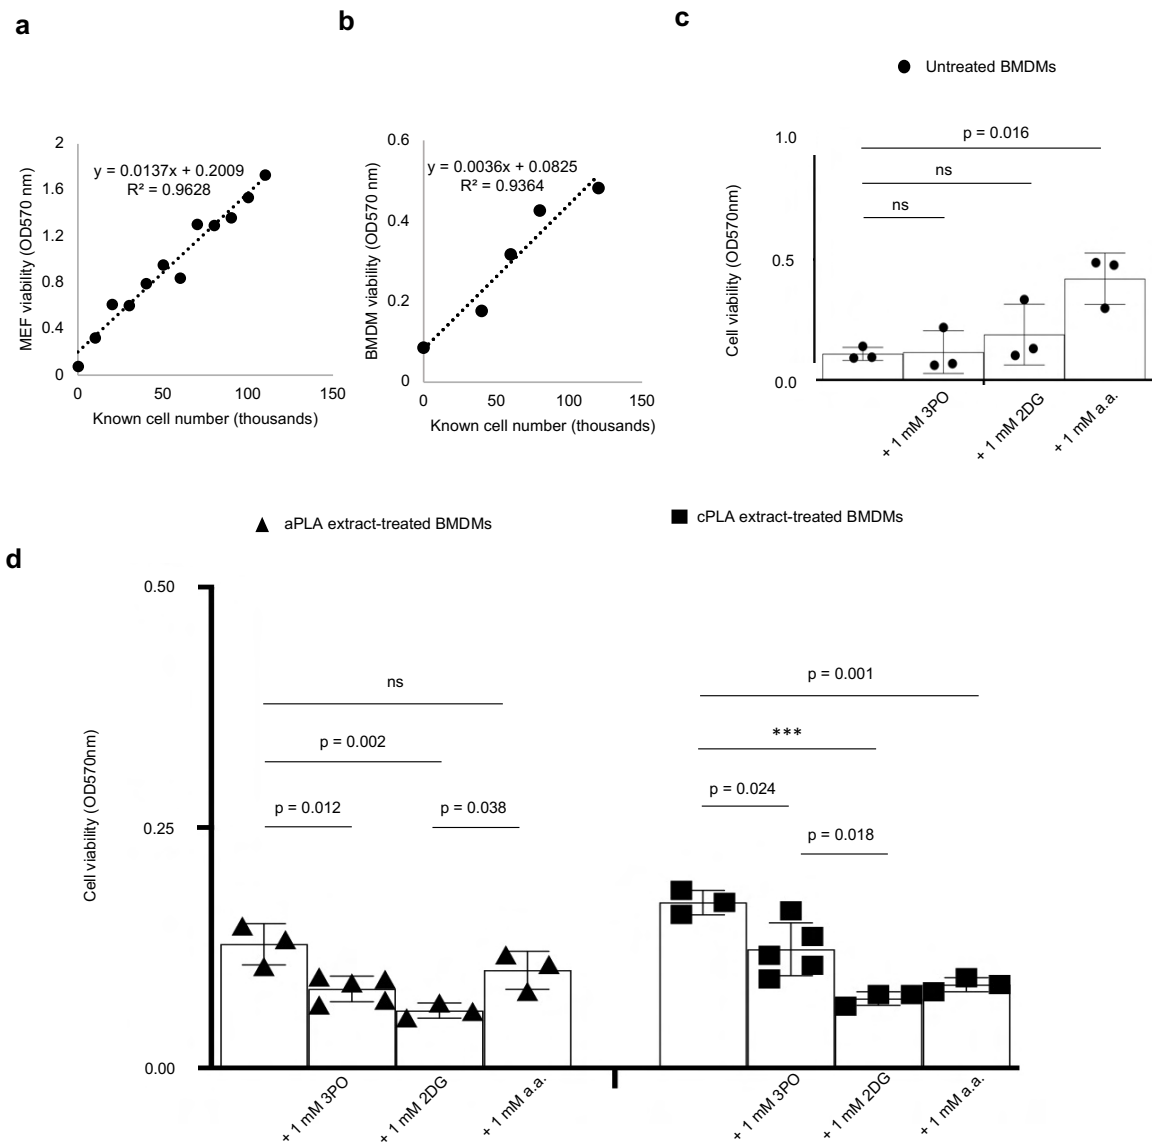 a
b
c
Untreated BMDMs
2
1.6
1.2
0.8
0.4
0
y = 0.0137x + 0.2009
R² = 0.9628
MEF viability (OD570 nm)
0
50
100
150
Known cell number (thousands)
0.6
0.4
0.2
0
y = 0.0036x + 0.0825
R² = 0.9364
BMDM viability (OD570 nm)
0
50
100
150
Known cell number (thousands)
1.0
0.5
0.0
Cell viability (OD570nm)
p = 0.016
ns
ns
+ 1 mM 3PO
+ 1 mM 2DG
+ 1 mM a.a.
aPLA extract-treated BMDMs
cPLA extract-treated BMDMs
d
0.50
0.25
0.00
Cell viability (OD570nm)
ns
p = 0.002
p = 0.012
p = 0.038
p = 0.001
***
p = 0.024
p = 0.018
+ 1 mM 3PO
+ 1 mM 2DG
+ 1 mM a.a.
+ 1 mM 3PO
+ 1 mM 2DG
+ 1 mM a.a.